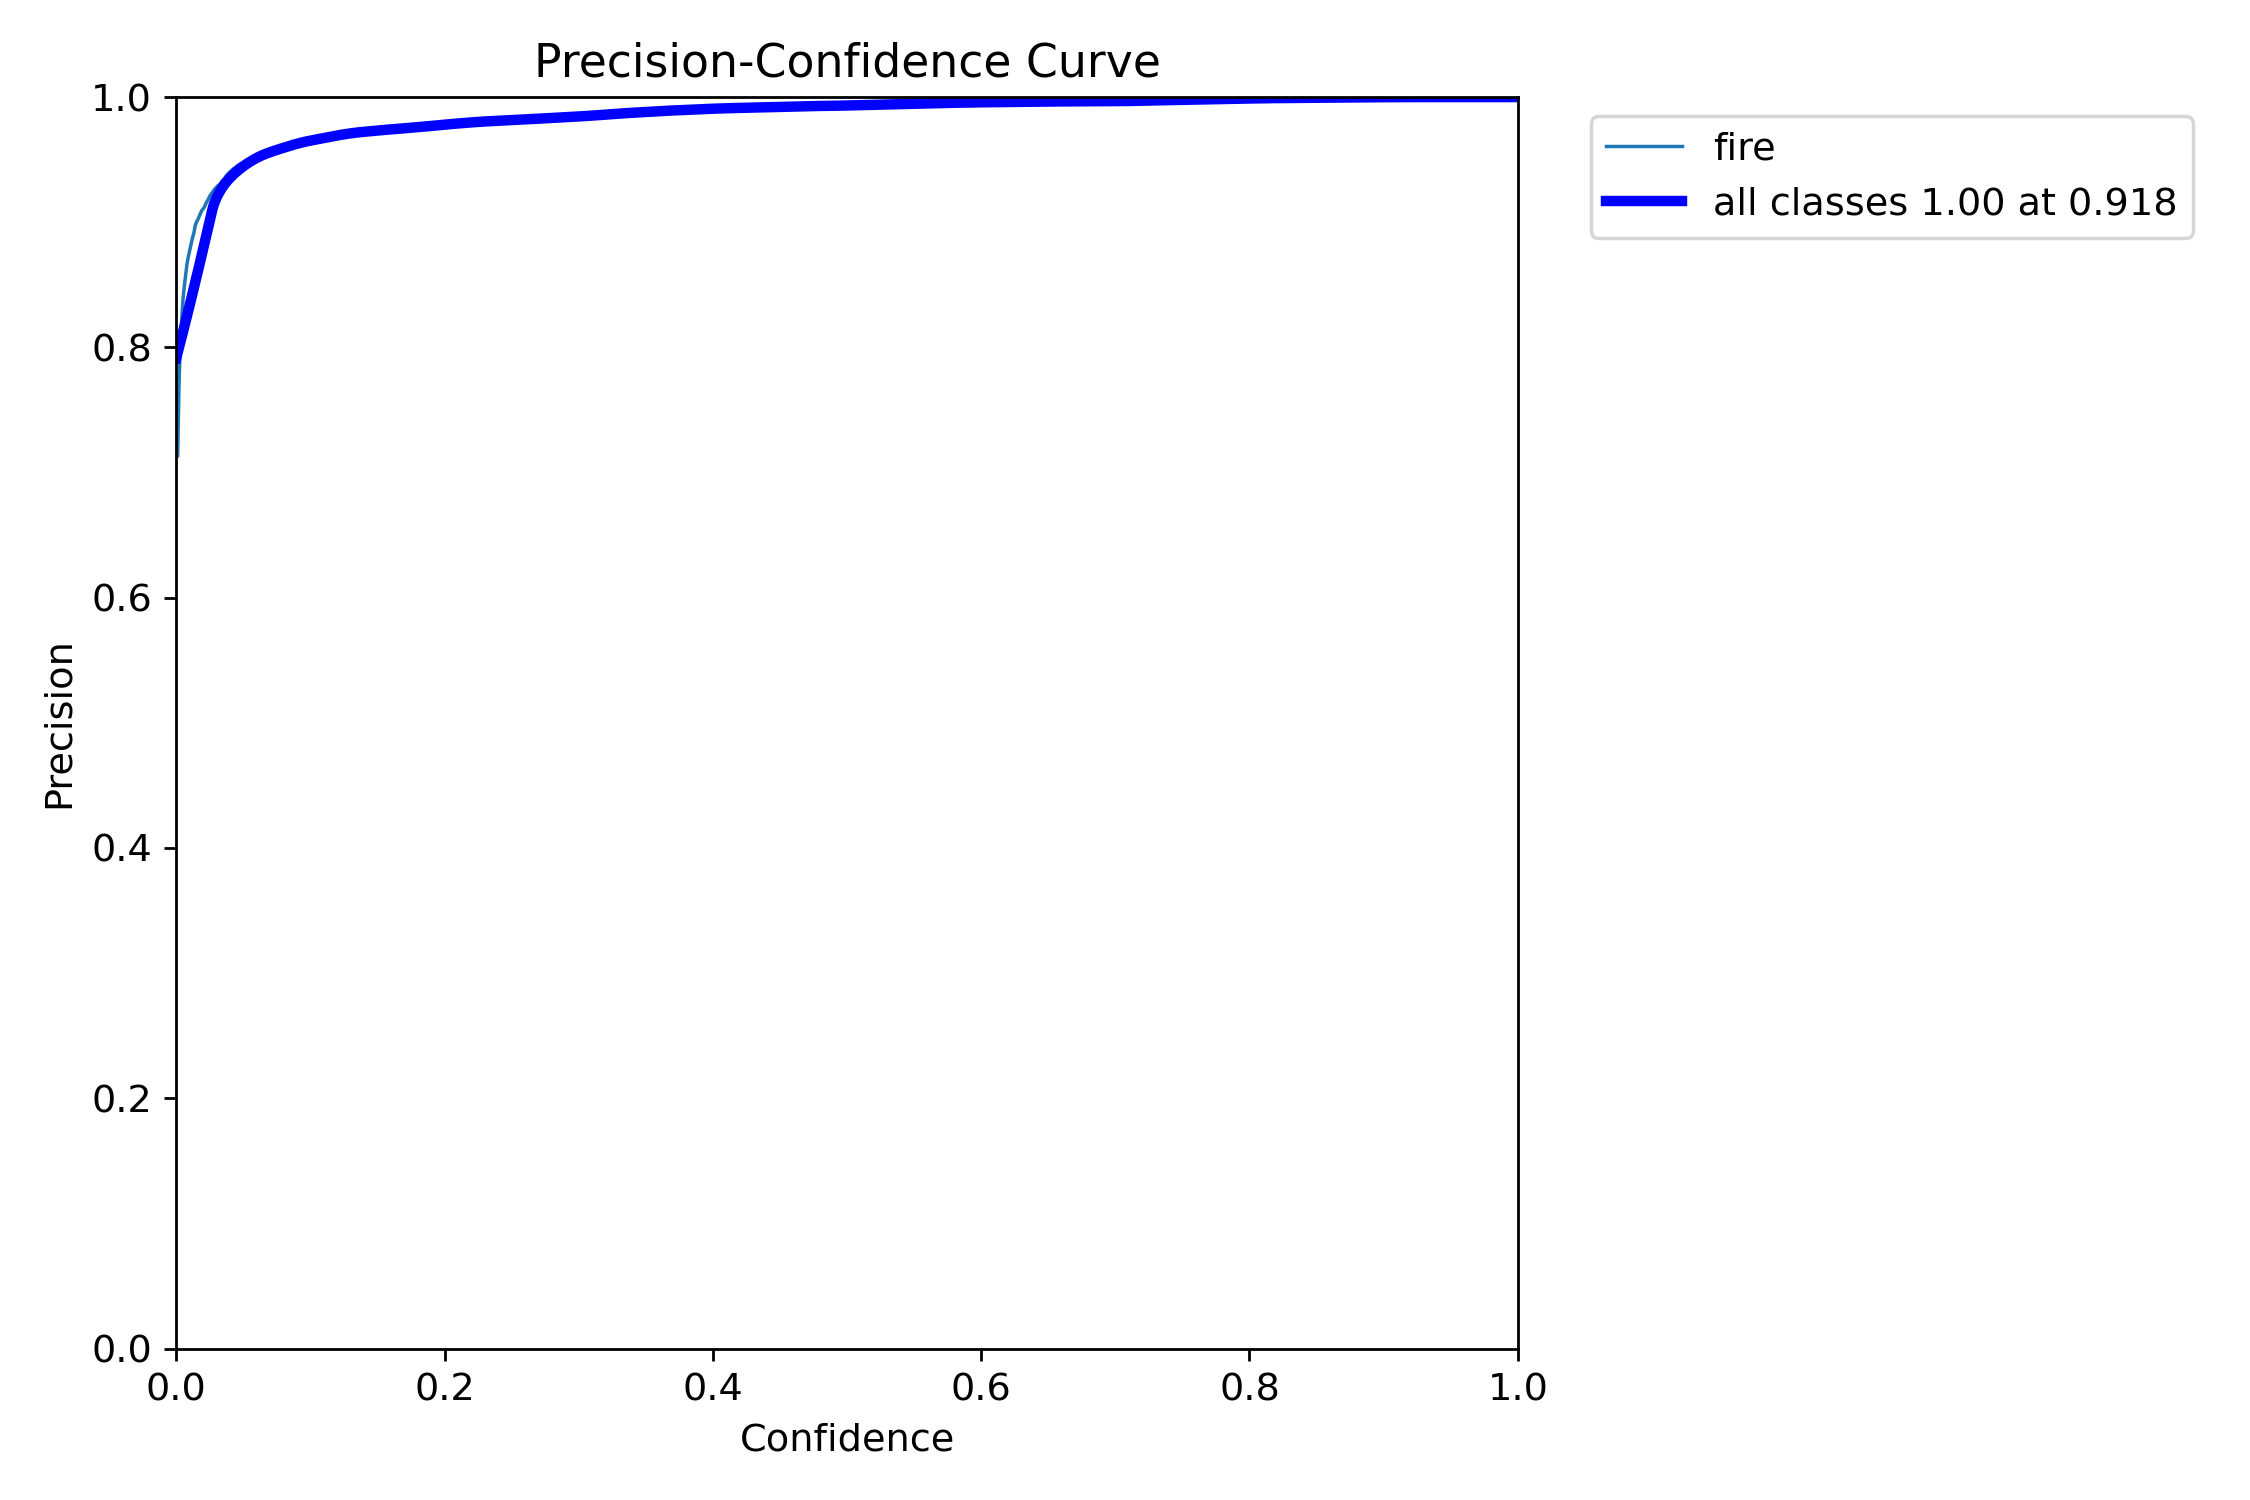 Precision-Confidence Curve
1.0
0.8
0.6
0.4
0.2
0.0
Precision
0.0 0.2 0.4 0.6 0.8 1.0
Confidence
fire
all classes 1.00 at 0.918